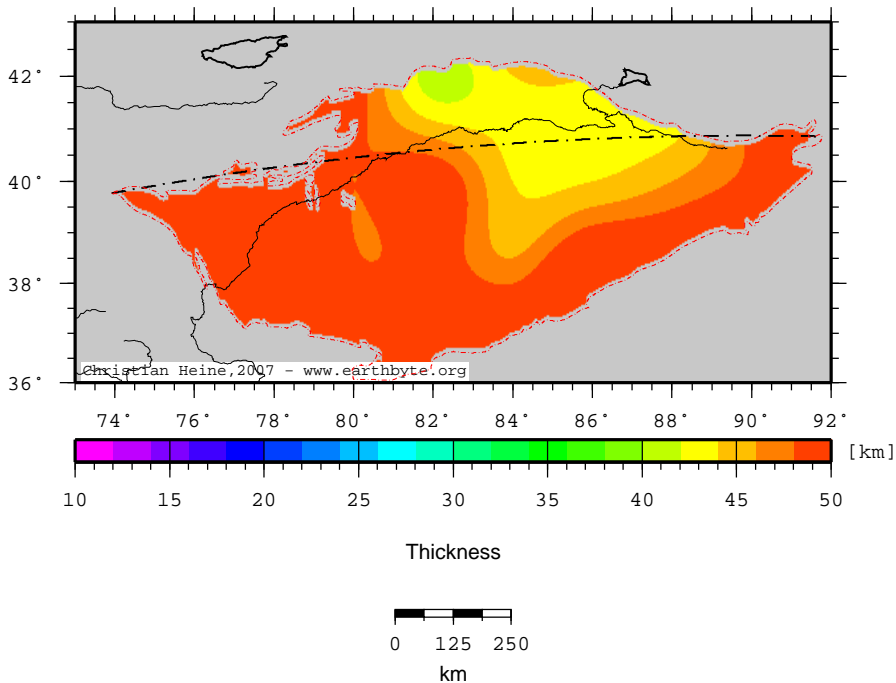 42°
40°
38°
36°
Christian Heine,2007 - www.earthbyte.org
74° 76° 78° 80° 82° 84° 86° 88° 90° 92°
[km]
10 15 20 25 30 35 40 45 50
Thickness
0 125 250
km